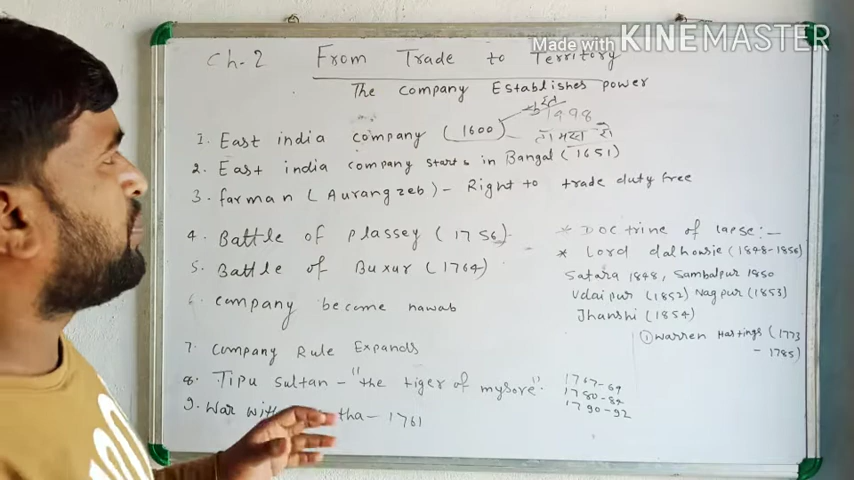 Made with KINEMASTER
Ch-2 From Trade to Territory
The company Establishes power
1. East india company (1600)
1498
2. East india company starts in Bangal (1651)
3. farman (Aurangzeb) - Right to trade duty free
4. Battle of plassey (1756)
5. Battle of Buxur (1764)
6. company become nawab
7. Company Rule Expands
8. Tipu sultan - "the tiger of mysore".
1767-69
1780-84
1790-92
9. War with tha - 1761
* Doctrine of lapse:-
* Lord dalhousie (1848-1856)
Satara 1848, Sambalpur 1850
Udaipur (1852) Nagpur (1853)
Jhanshi (1854)
① Warren Hastings (1773
- 1785)